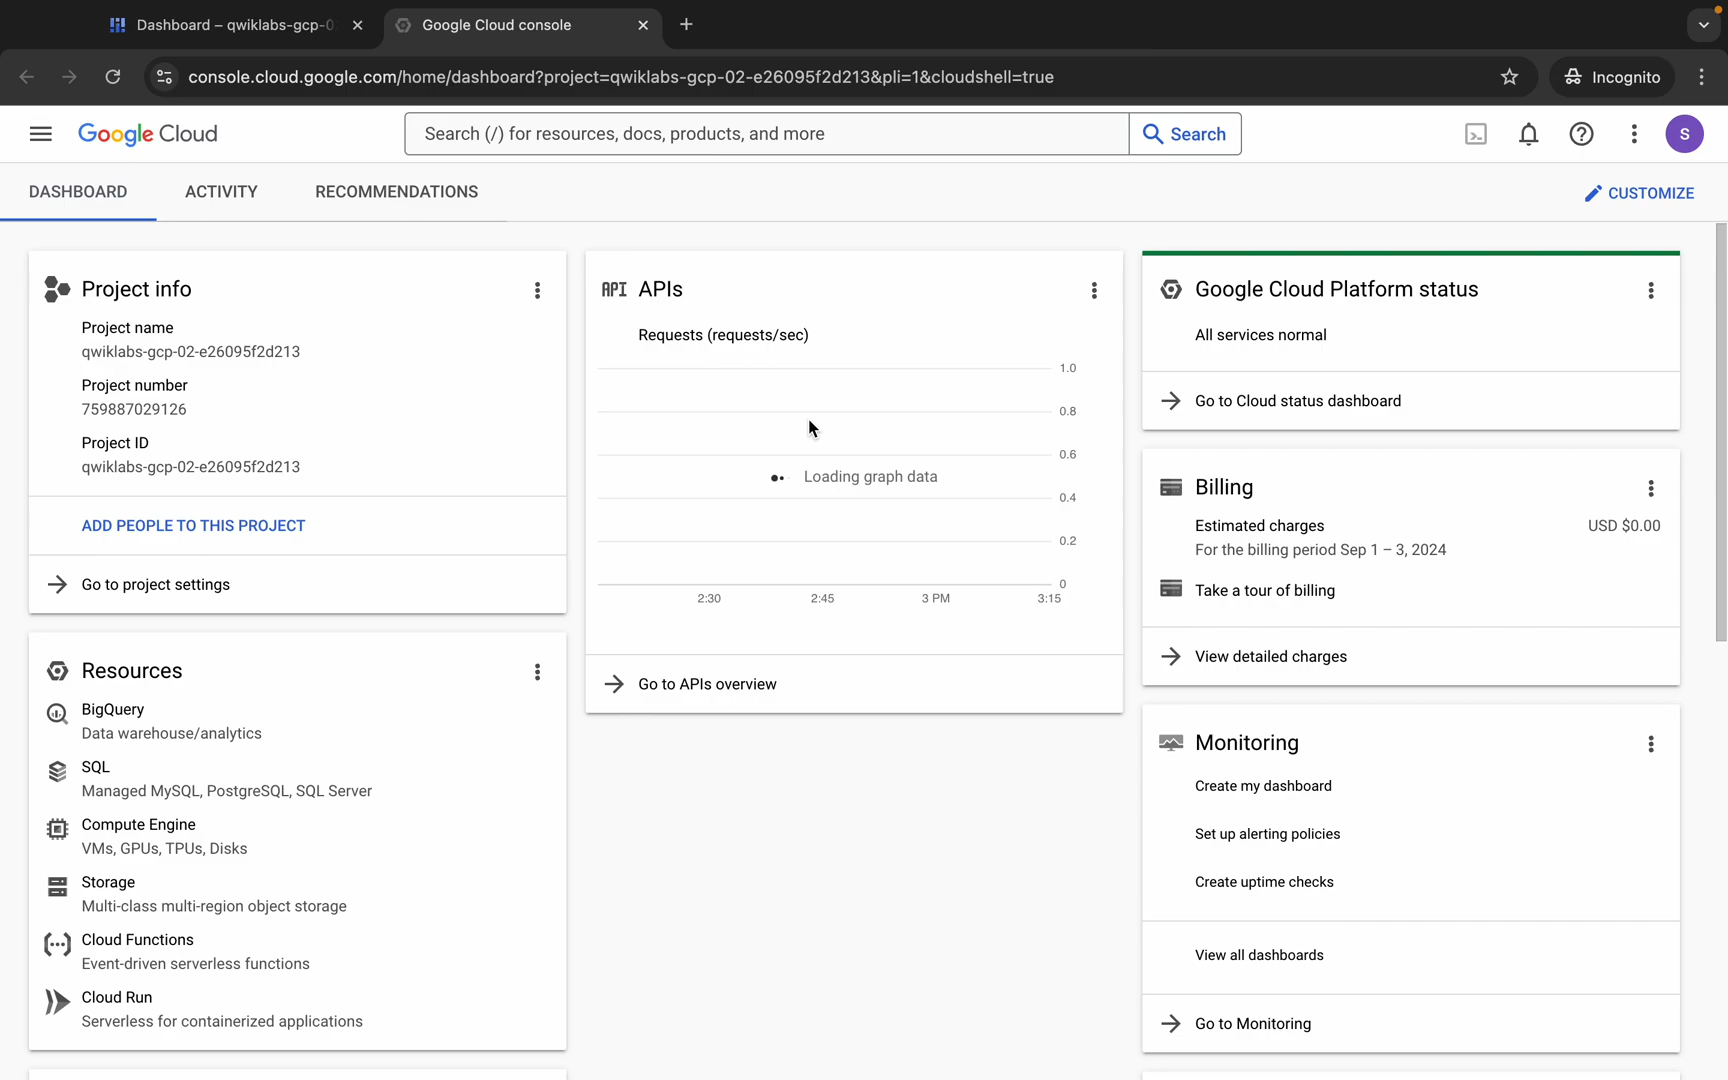 Dashboard – qwiklabs-gcp-0
Google Cloud console
console.cloud.google.com/home/dashboard?project=qwiklabs-gcp-02-e26095f2d213&pli=1&cloudshell=true
Incognito
Google Cloud
Search (/) for resources, docs, products, and more
Search
S
DASHBOARD
ACTIVITY
RECOMMENDATIONS
CUSTOMIZE
Project info
Project name
qwiklabs-gcp-02-e26095f2d213
Project number
759887029126
Project ID
qwiklabs-gcp-02-e26095f2d213
ADD PEOPLE TO THIS PROJECT
Go to project settings
Resources
BigQuery
Data warehouse/analytics
SQL
Managed MySQL, PostgreSQL, SQL Server
Compute Engine
VMs, GPUs, TPUs, Disks
Storage
Multi-class multi-region object storage
Cloud Functions
Event-driven serverless functions
Cloud Run
Serverless for containerized applications
API APIs
Requests (requests/sec)
1.0
0.8
0.6
Loading graph data
0.4
0.2
0
2:30 2:45 3 PM 3:15
Go to APIs overview
Google Cloud Platform status
All services normal
Go to Cloud status dashboard
Billing
Estimated charges USD $0.00
For the billing period Sep 1 – 3, 2024
Take a tour of billing
View detailed charges
Monitoring
Create my dashboard
Set up alerting policies
Create uptime checks
View all dashboards
Go to Monitoring